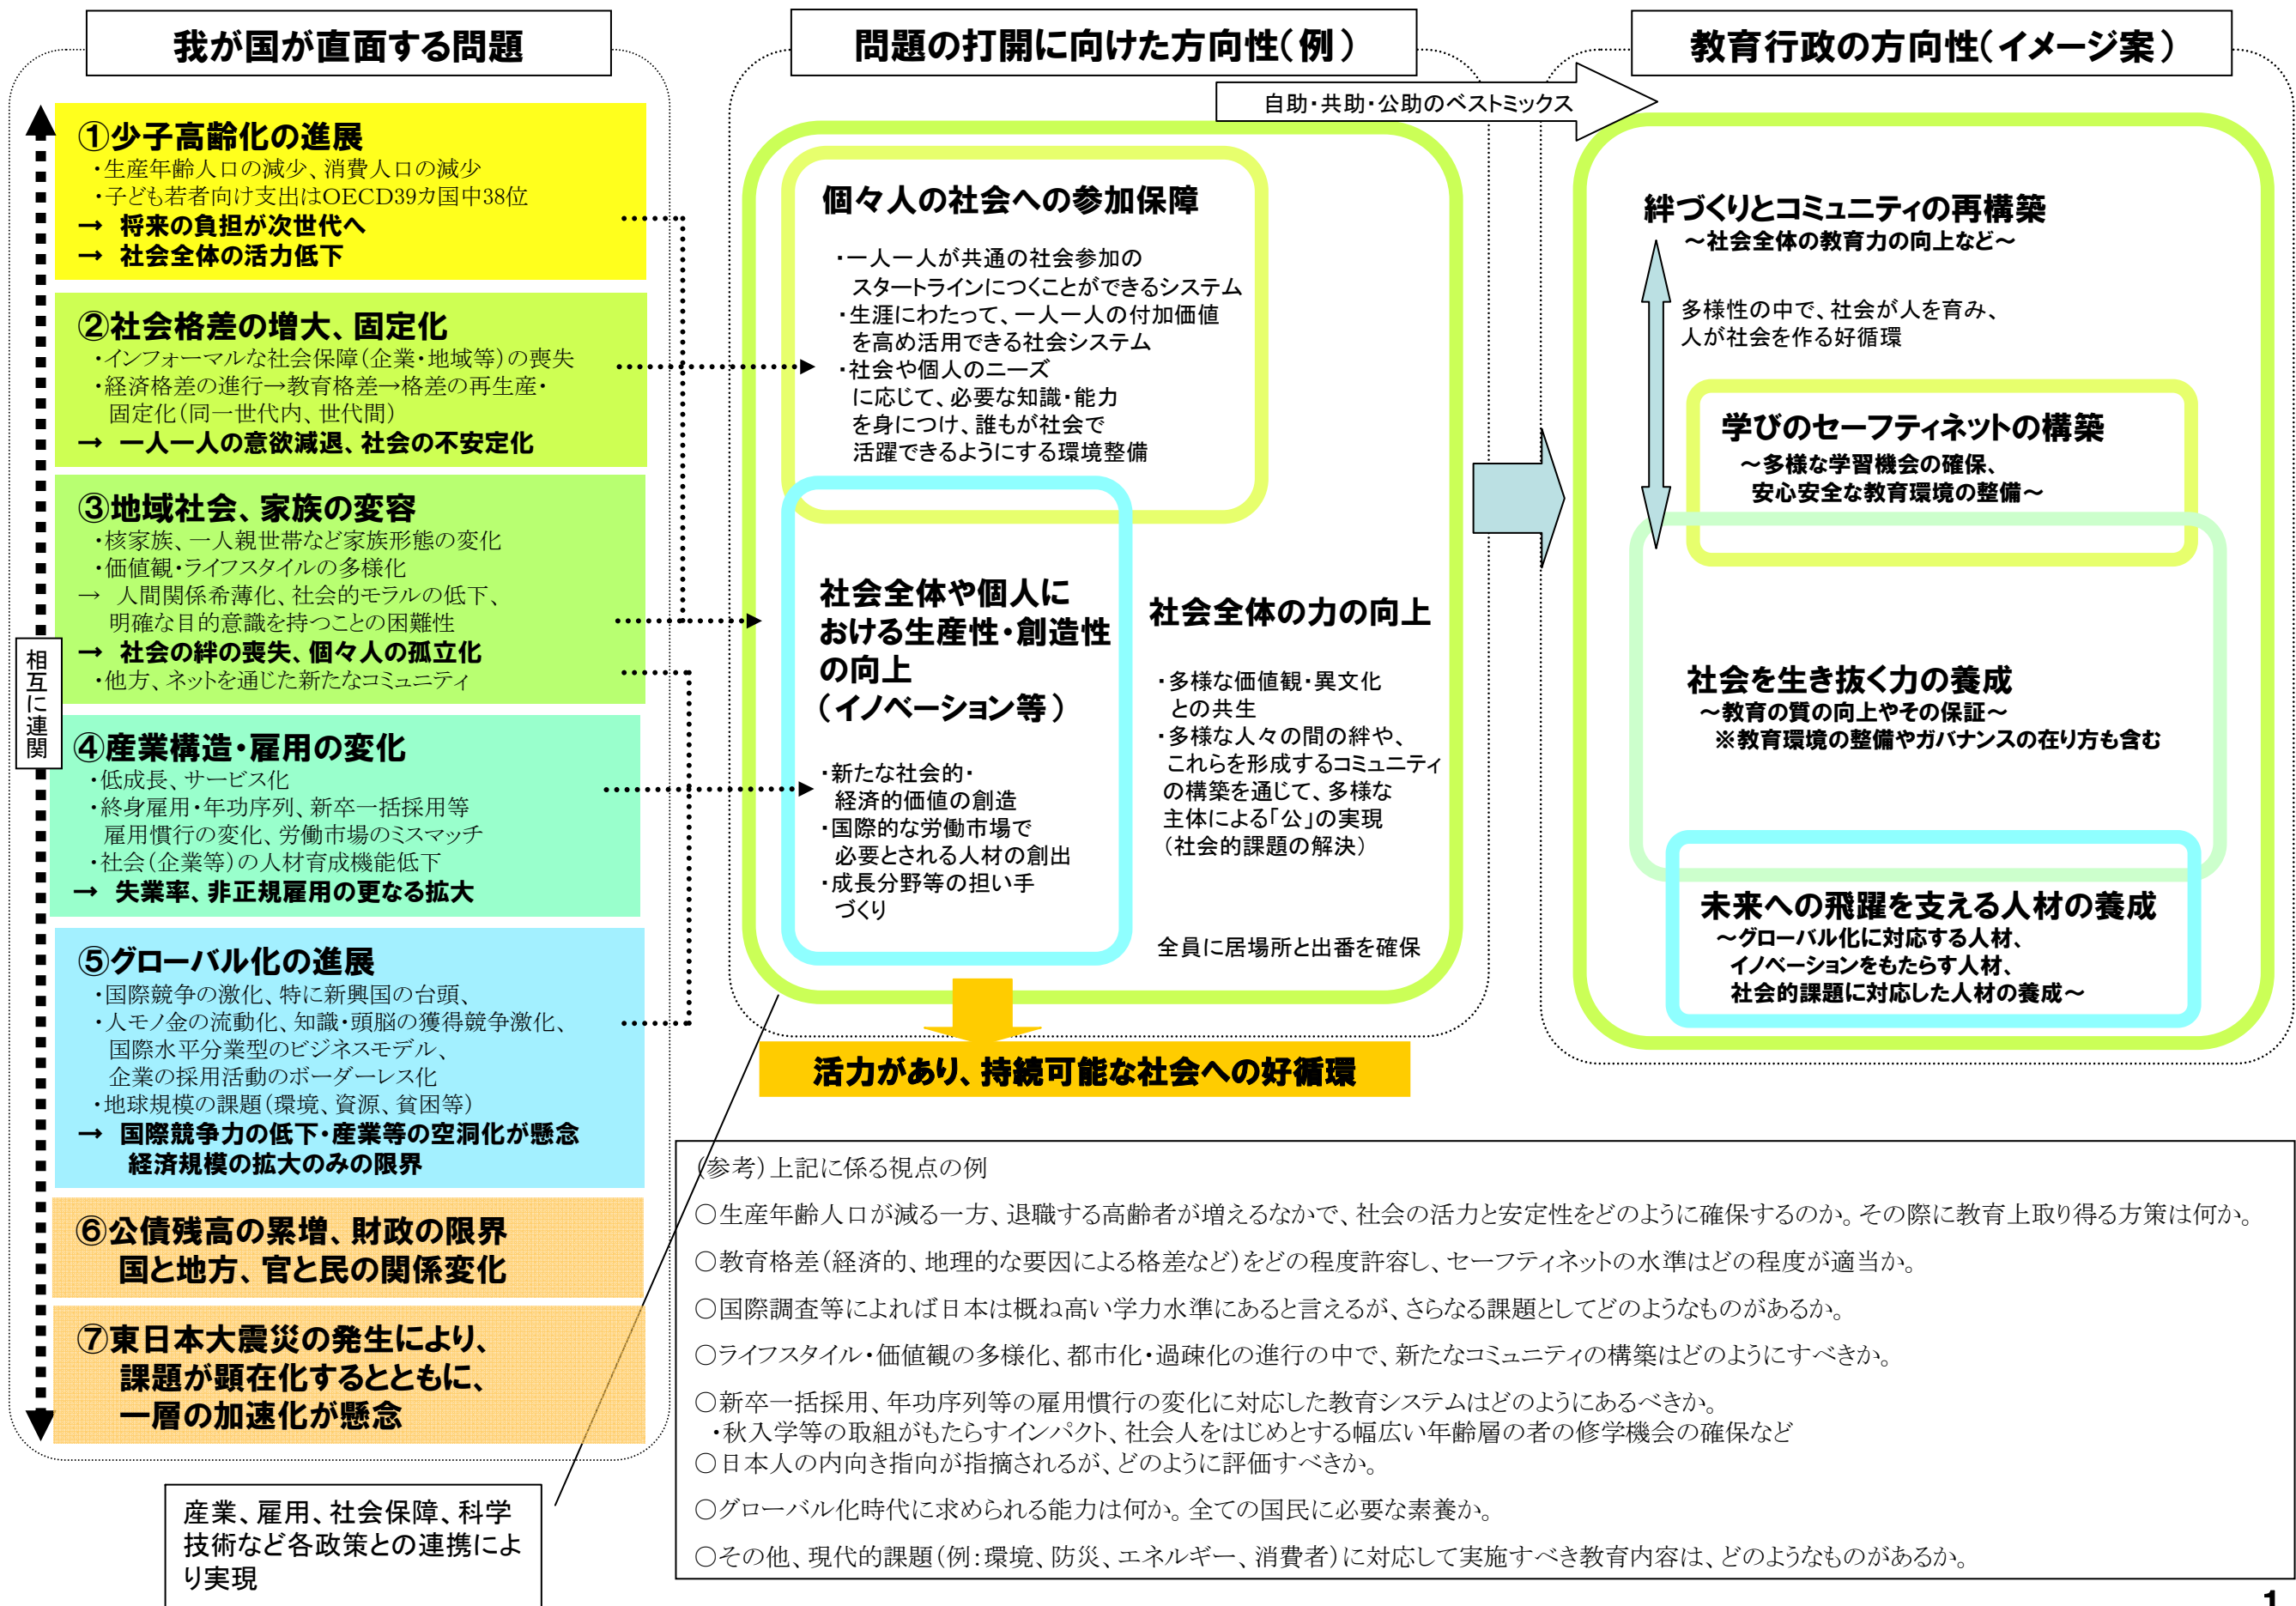 我が国が直面する問題
①少子高齢化の進展
・生産年齢人口の減少、消費人口の減少
・子ども若者向け支出はOECD39カ国中38位
→ 将来の負担が次世代へ
→ 社会全体の活力低下
②社会格差の増大、固定化
・インフォーマルな社会保障(企業・地域等)の喪失
・経済格差の進行→教育格差→格差の再生産・
固定化(同一世代内、世代間)
→ 一人一人の意欲減退、社会の不安定化
③地域社会、家族の変容
・核家族、一人親世帯など家族形態の変化
・価値観・ライフスタイルの多様化
→ 人間関係希薄化、社会的モラルの低下、
明確な目的意識を持つことの困難性
→ 社会の絆の喪失、個々人の孤立化
・他方、ネットを通じた新たなコミュニティ
④産業構造・雇用の変化
・低成長、サービス化
・終身雇用・年功序列、新卒一括採用等
雇用慣行の変化、労働市場のミスマッチ
・社会(企業等)の人材育成機能低下
→ 失業率、非正規雇用の更なる拡大
⑤グローバル化の進展
・国際競争の激化、特に新興国の台頭、
・人モノ金の流動化、知識・頭脳の獲得競争激化、
国際水平分業型のビジネスモデル、
企業の採用活動のボーダーレス化
・地球規模の課題(環境、資源、貧困等)
→ 国際競争力の低下・産業等の空洞化が懸念
経済規模の拡大のみの限界
⑥公債残高の累増、財政の限界
国と地方、官と民の関係変化
⑦東日本大震災の発生により、
課題が顕在化するとともに、
一層の加速化が懸念
相互に連関
産業、雇用、社会保障、科学
技術など各政策との連携によ
り実現
問題の打開に向けた方向性(例)
自助・共助・公助のベストミックス
個々人の社会への参加保障
・一人一人が共通の社会参加の
スタートラインにつくことができるシステム
・生涯にわたって、一人一人の付加価値
を高め活用できる社会システム
・社会や個人のニーズ
に応じて、必要な知識・能力
を身につけ、誰もが社会で
活躍できるようにする環境整備
社会全体や個人に
おける生産性・創造性
の向上
(イノベーション等)
・新たな社会的・
経済的価値の創造
・国際的な労働市場で
必要とされる人材の創出
・成長分野等の担い手
づくり
社会全体の力の向上
・多様な価値観・異文化
との共生
・多様な人々の間の絆や、
これらを形成するコミュニティ
の構築を通じて、多様な
主体による「公」の実現
(社会的課題の解決)
全員に居場所と出番を確保
活力があり、持続可能な社会への好循環
教育行政の方向性(イメージ案)
絆づくりとコミュニティの再構築
~社会全体の教育力の向上など~
多様性の中で、社会が人を育み、
人が社会を作る好循環
学びのセーフティネットの構築
~多様な学習機会の確保、
安心安全な教育環境の整備~
社会を生き抜く力の養成
~教育の質の向上やその保証~
※教育環境の整備やガバナンスの在り方も含む
未来への飛躍を支える人材の養成
~グローバル化に対応する人材、
イノベーションをもたらす人材、
社会的課題に対応した人材の養成~
(参考)上記に係る視点の例
○生産年齢人口が減る一方、退職する高齢者が増えるなかで、社会の活力と安定性をどのように確保するのか。その際に教育上取り得る方策は何か。
○教育格差(経済的、地理的な要因による格差など)をどの程度許容し、セーフティネットの水準はどの程度が適当か。
○国際調査等によれば日本は概ね高い学力水準にあると言えるが、さらなる課題としてどのようなものがあるか。
○ライフスタイル・価値観の多様化、都市化・過疎化の進行の中で、新たなコミュニティの構築はどのようにすべきか。
○新卒一括採用、年功序列等の雇用慣行の変化に対応した教育システムはどのようにあるべきか。
・秋入学等の取組がもたらすインパクト、社会人をはじめとする幅広い年齢層の者の修学機会の確保など
○日本人の内向き指向が指摘されるが、どのように評価すべきか。
○グローバル化時代に求められる能力は何か。全ての国民に必要な素養か。
○その他、現代的課題(例:環境、防災、エネルギー、消費者)に対応して実施すべき教育内容は、どのようなものがあるか。
1